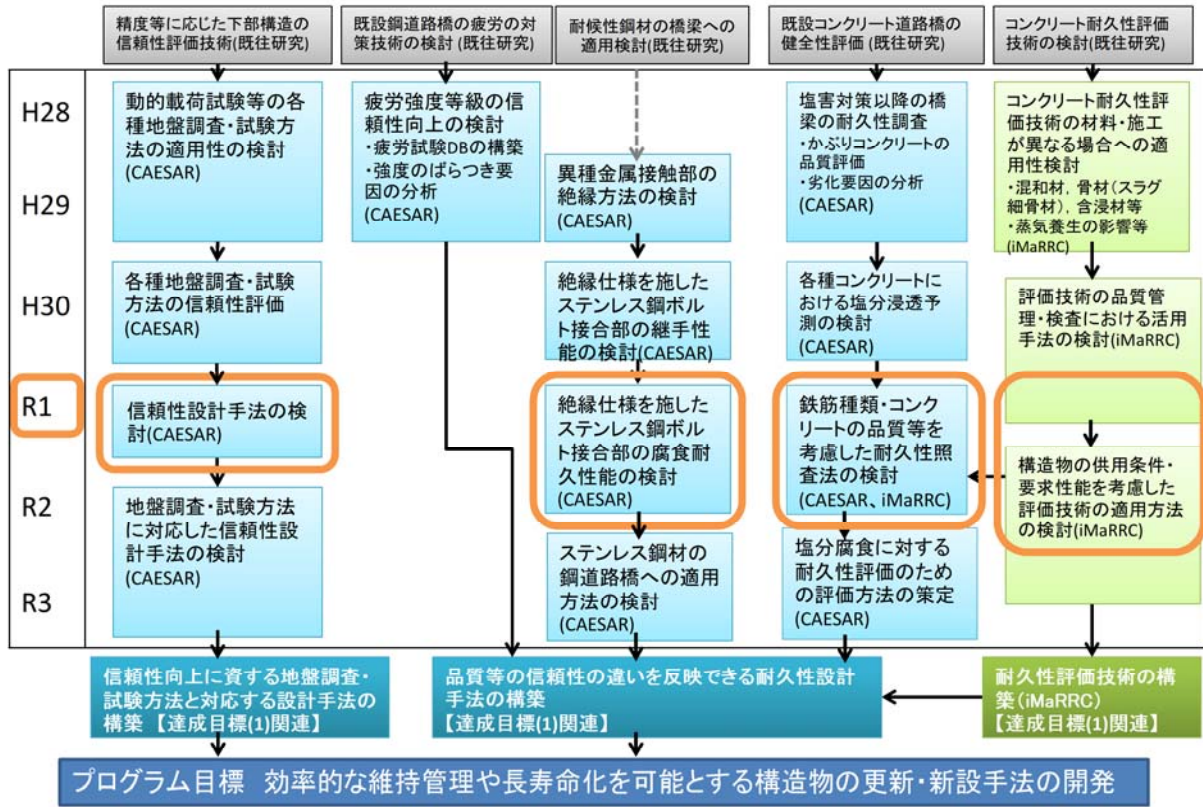 精度等に応じた下部構造の
信頼性評価技術(既往研究)
既設鋼道路橋の疲労の対
策技術の検討 (既往研究)
耐候性鋼材の橋梁への
適用検討(既往研究)
既設コンクリート道路橋の
健全性評価 (既往研究)
コンクリート耐久性評価
技術の検討(既往研究)
H28
H29
H30
R1
R2
R3
動的載荷試験等の各
種地盤調査・試験方
法の適用性の検討
(CAESAR)
各種地盤調査・試験
方法の信頼性評価
(CAESAR)
信頼性設計手法の検
討(CAESAR)
地盤調査・試験方法
に対応した信頼性設
計手法の検討
(CAESAR)
疲労強度等級の信
頼性向上の検討
・疲労試験DBの構築
・強度のばらつき要
因の分析
(CAESAR)
異種金属接触部の
絶縁方法の検討
(CAESAR)
絶縁仕様を施した
ステンレス鋼ボル
ト接合部の継手性
能の検討(CAESAR)
絶縁仕様を施した
ステンレス鋼ボル
ト接合部の腐食耐
久性能の検討
(CAESAR)
ステンレス鋼材の
鋼道路橋への適用
方法の検討
(CAESAR)
塩害対策以降の橋
梁の耐久性調査
・かぶりコンクリートの
品質評価
・劣化要因の分析
(CAESAR)
各種コンクリートに
おける塩分浸透予
測の検討
(CAESAR)
鉄筋種類・コンク
リートの品質等を
考慮した耐久性照
査法の検討
(CAESAR、iMaRRC)
塩分腐食に対する
耐久性評価のため
の評価方法の策定
(CAESAR)
コンクリート耐久性評
価技術の材料・施工
が異なる場合への適
用性検討
・混和材，骨材（スラグ
細骨材），含浸材等
・蒸気養生の影響等
(iMaRRC)
評価技術の品質管
理・検査における活用
手法の検討(iMaRRC)
構造物の供用条件・
要求性能を考慮した
評価技術の適用方法
の検討(iMaRRC)
信頼性向上に資する地盤調査・
試験方法と対応する設計手法の
構築 【達成目標(1)関連】
品質等の信頼性の違いを反映できる耐久性設計
手法の構築
【達成目標(1)関連】
耐久性評価技術の構
築（iMaRRC）
【達成目標(1)関連】
プログラム目標 効率的な維持管理や長寿命化を可能とする構造物の更新・新設手法の開発